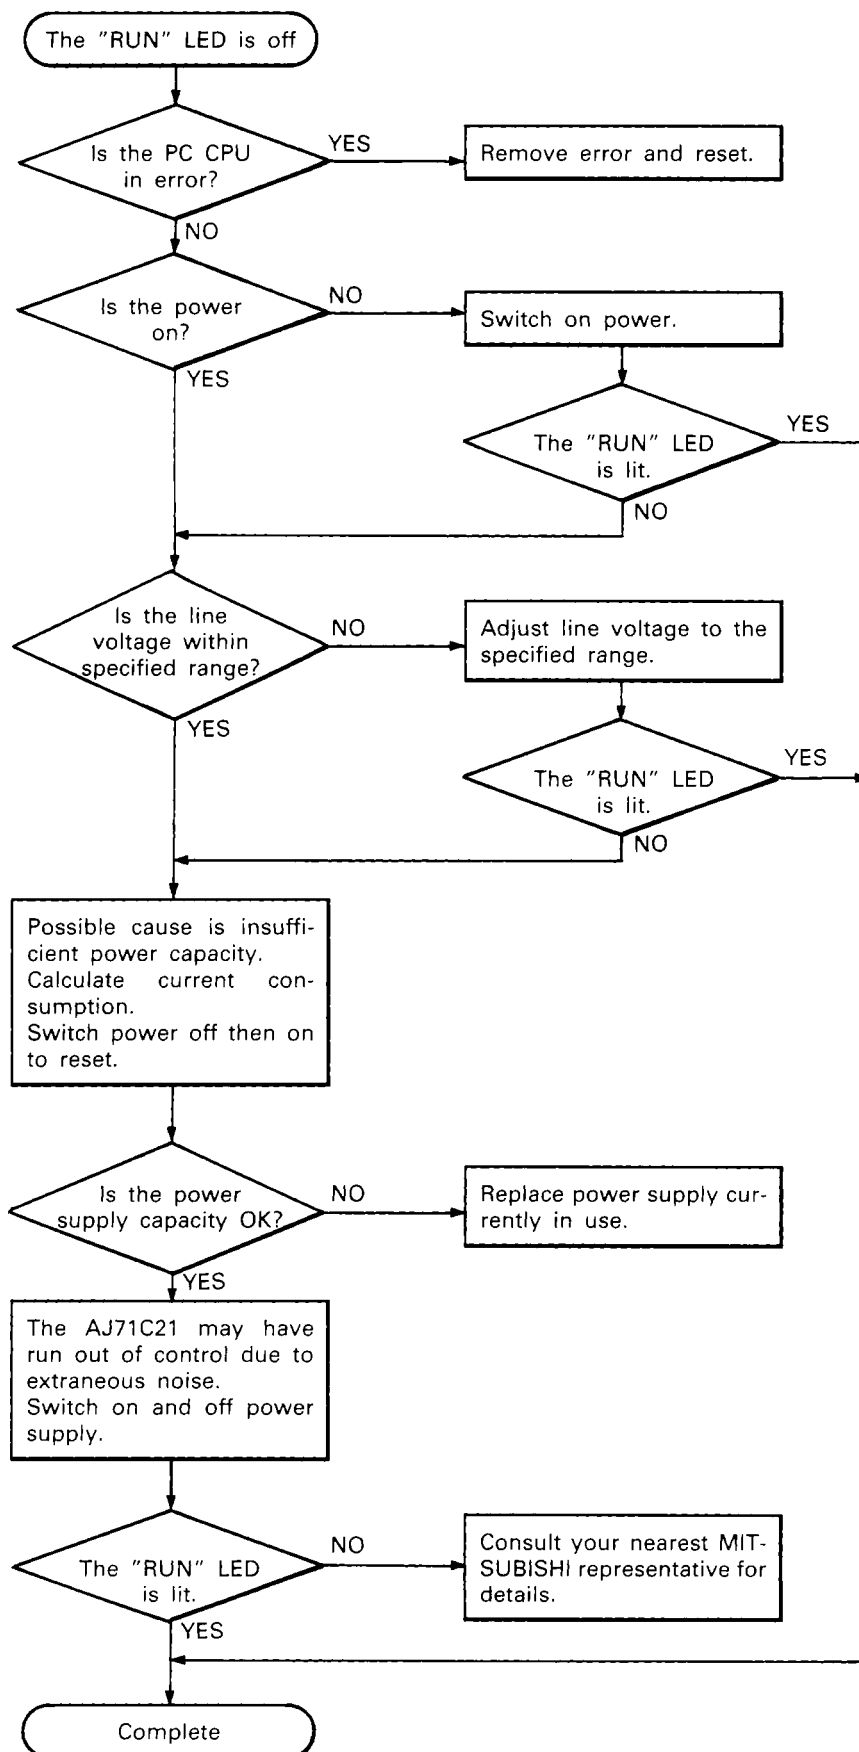 The "RUN" LED is off
Is the PC CPU
in error?
YES
Remove error and reset.
NO
Is the power
on?
NO
Switch on power.
YES
The "RUN" LED
is lit.
YES
NO
Is the line
voltage within
specified range?
NO
Adjust line voltage to the
specified range.
YES
The "RUN" LED
is lit.
YES
NO
Possible cause is insuffi-
cient power capacity.
Calculate current con-
sumption.
Switch power off then on
to reset.
Is the power
supply capacity OK?
NO
Replace power supply cur-
rently in use.
YES
The AJ71C21 may have
run out of control due to
extraneous noise.
Switch on and off power
supply.
The "RUN" LED
is lit.
NO
Consult your nearest MIT-
SUBISHI representative for
details.
YES
Complete